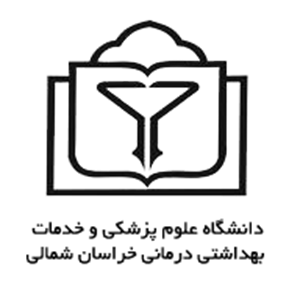 دانشگاه علوم پزشکی و خدمات
بهداشتی درمانی خراسان شمالی